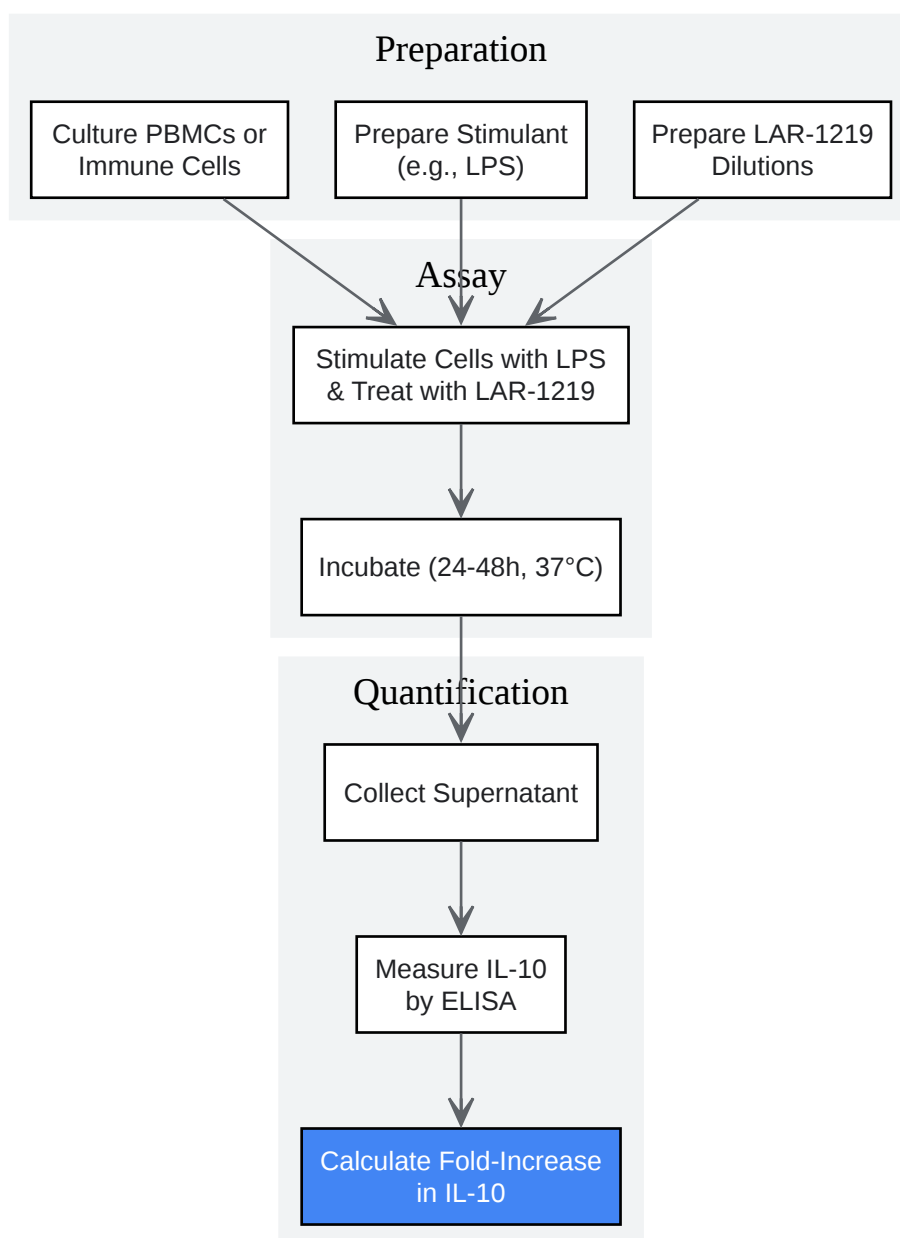 Preparation
Culture PBMCs or
Immune Cells
Prepare Stimulant
(e.g., LPS)
Prepare LAR-1219
Dilutions
Assay
Stimulate Cells with LPS
& Treat with LAR-1219
Incubate (24-48h, 37°C)
Quantification
Collect Supernatant
Measure IL-10
by ELISA
Calculate Fold-Increase
in IL-10